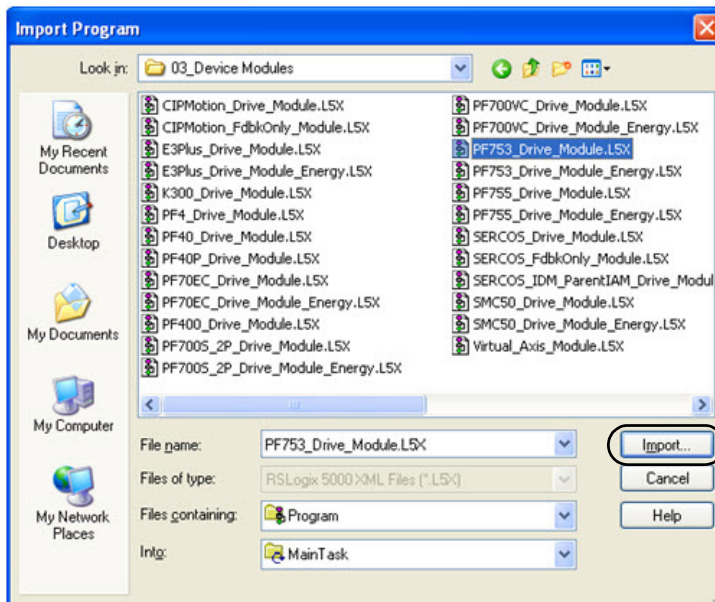 Import Program
Look in:
03_Device Modules
My Recent
Documents
Desktop
My Documents
My Computer
My Network
Places
CIPMotion_Drive_Module.L5X
CIPMotion_FdbkOnly_Module.L5X
E3Plus_Drive_Module.L5X
E3Plus_Drive_Module_Energy.L5X
K300_Drive_Module.L5X
PF4_Drive_Module.L5X
PF40_Drive_Module.L5X
PF40P_Drive_Module.L5X
PF70EC_Drive_Module.L5X
PF70EC_Drive_Module_Energy.L5X
PF400_Drive_Module.L5X
PF700S_2P_Drive_Module.L5X
PF700S_2P_Drive_Module_Energy.L5X
PF700VC_Drive_Module.L5X
PF700VC_Drive_Module_Energy.L5X
PF753_Drive_Module.L5X
PF753_Drive_Module_Energy.L5X
PF755_Drive_Module.L5X
PF755_Drive_Module_Energy.L5X
SERCOS_Drive_Module.L5X
SERCOS_FdbkOnly_Module.L5X
SERCOS_IDM_ParentIAM_Drive_Modul
SMC50_Drive_Module.L5X
SMC50_Drive_Module_Energy.L5X
Virtual_Axis_Module.L5X
File name:
PF753_Drive_Module.L5X
Import...
Files of type:
RSLogix 5000 XML Files (*.L5X)
Cancel
Files containing:
Program
Help
Into:
MainTask